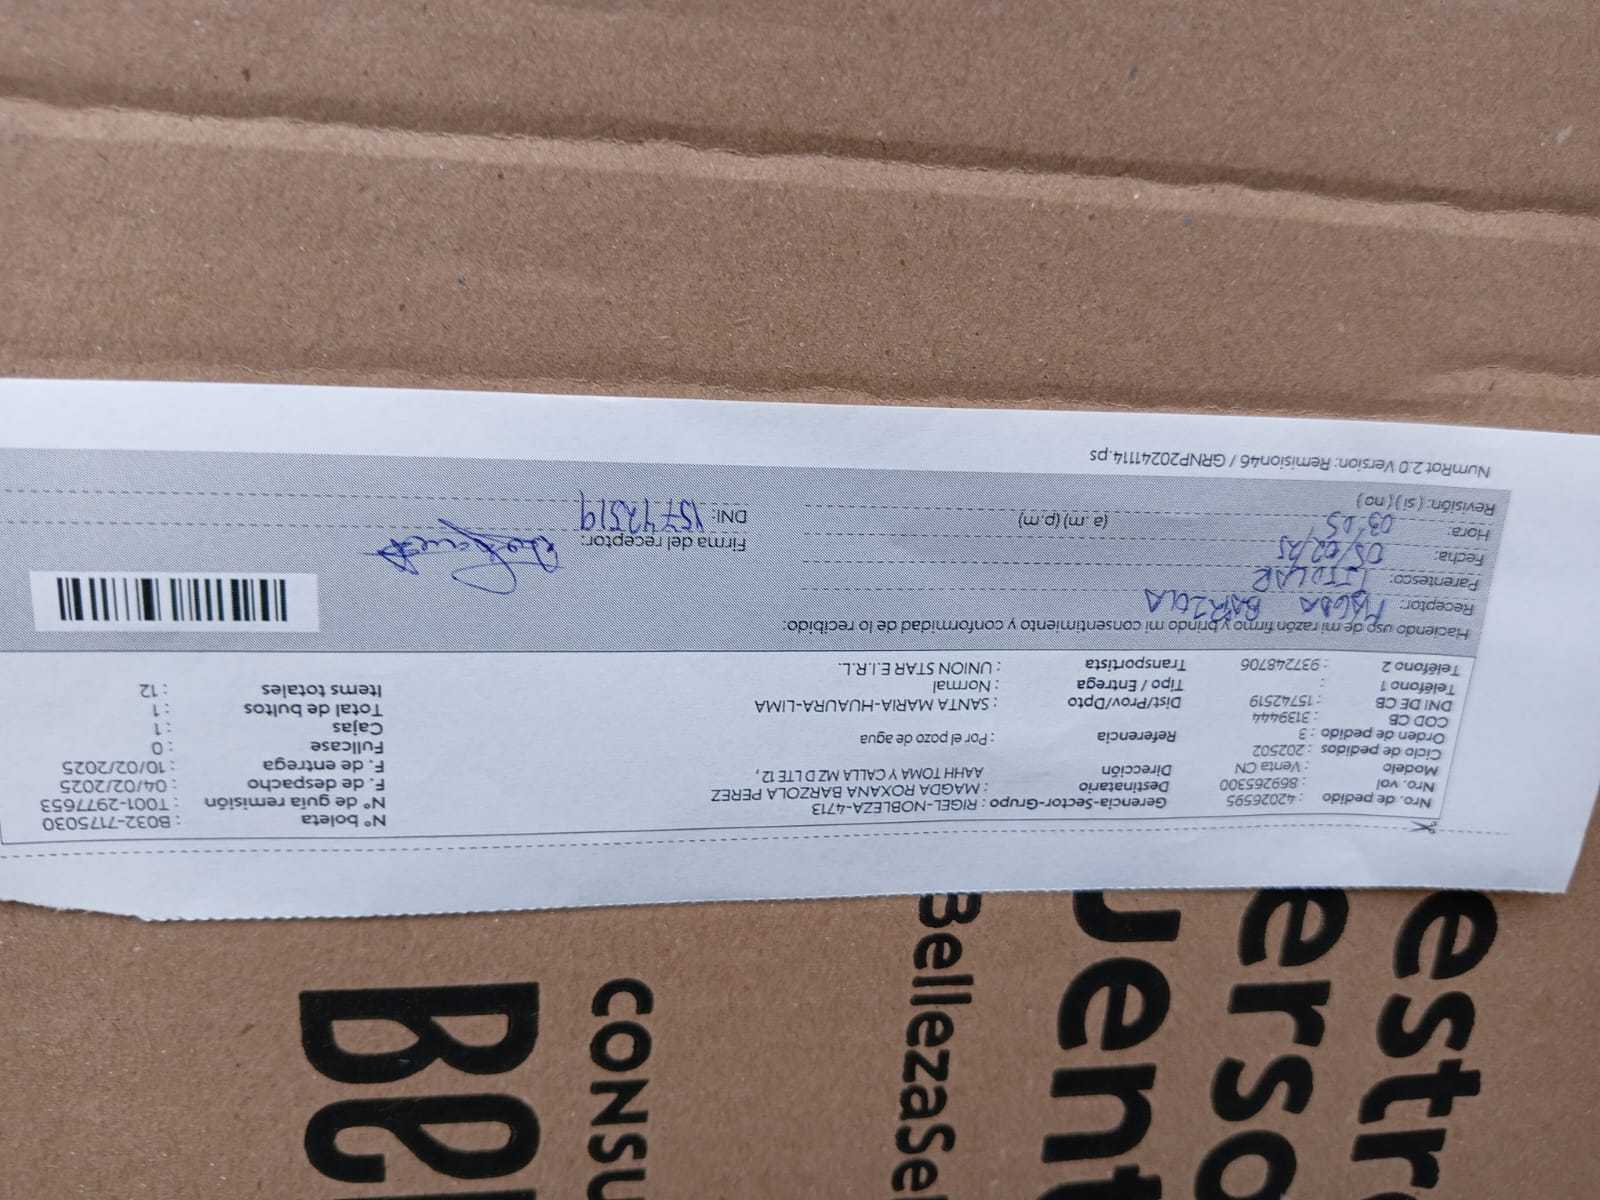 Nro. de pedido : 42026595 Gerencia-Sector-Grupo : RIGEL-NOBLEZA-4713 Nº boleta : B032-7175030
Nro. vol : 869265300 Destinatario : MAGDA ROXANA BARZOLA PEREZ Nº de guía remisión : T001-2977653
Modelo : Venta CN Dirección AAHH TOMA Y CALLA MZ D LTE 12, F. de despacho : 04/02/2025
Ciclo de pedidos : 202502 F. de entrega : 10/02/2025
Orden de pedido : 3 Referencia : Por el pozo de agua Fullcase : 0
COD CB : 3139444 Cajas : 1
DNI DE CB : 15742519 Dist/Prov/Dpto : SANTA MARIA-HUAURA-LIMA Total de bultos : 1
Teléfono 1 : Tipo / Entrega : Normal Items totales : 12
Teléfono 2 : 937248706 Transportista : UNION STAR E.I.R.L.
Haciendo uso de mi razón firmo y brindo mi consentimiento y conformidad de lo recibido:
Receptor: MAGDA BARZOLA
Parentesco: TITULAR
Fecha: 05/02/25 Firma del receptor:
Hora: 03:05 (a.m) (p.m) DNI: 15742519
Revisión: (si) (no)
NumRot 2.0 Version: Remision46 / GRNP20241114.ps
estr
erso
Jent
BellezaSe
CONSU
Be